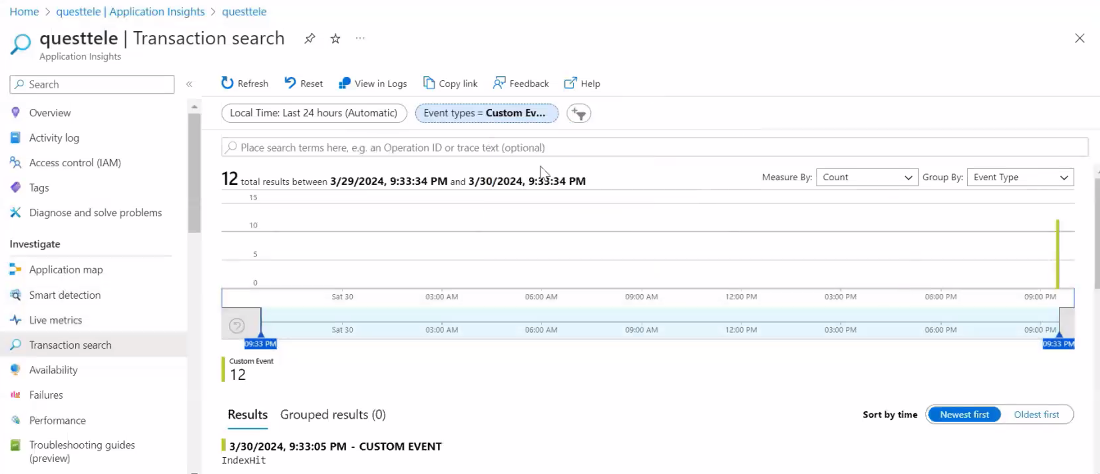 Home > questtele | Application Insights > questtele
questtele | Transaction search
Application Insights
Search
Overview
Activity log
Access control (IAM)
Tags
Diagnose and solve problems
Investigate
Application map
Smart detection
Live metrics
Transaction search
Availability
Failures
Performance
Troubleshooting guides
(preview)
Refresh Reset View in Logs Copy link Feedback Help
Local Time: Last 24 hours (Automatic) Event types = Custom Ev...
Place search terms here, e.g. an Operation ID or trace text (optional)
12 total results between 3/29/2024, 9:33:34 PM and 3/30/2024, 9:33:34 PM
Measure By: Count Group By: Event Type
15
10
5
0
Sat 30 03:00 AM 06:00 AM 09:00 AM 12:00 PM 03:00 PM 06:00 PM 09:00 PM
Sat 30 03:00 AM 06:00 AM 09:00 AM 12:00 PM 03:00 PM 06:00 PM 09:00 PM
09:33 PM 09:33 PM
Custom Event
12
Results Grouped results (0)
Sort by time Newest first Oldest first
3/30/2024, 9:33:05 PM - CUSTOM EVENT
IndexHit